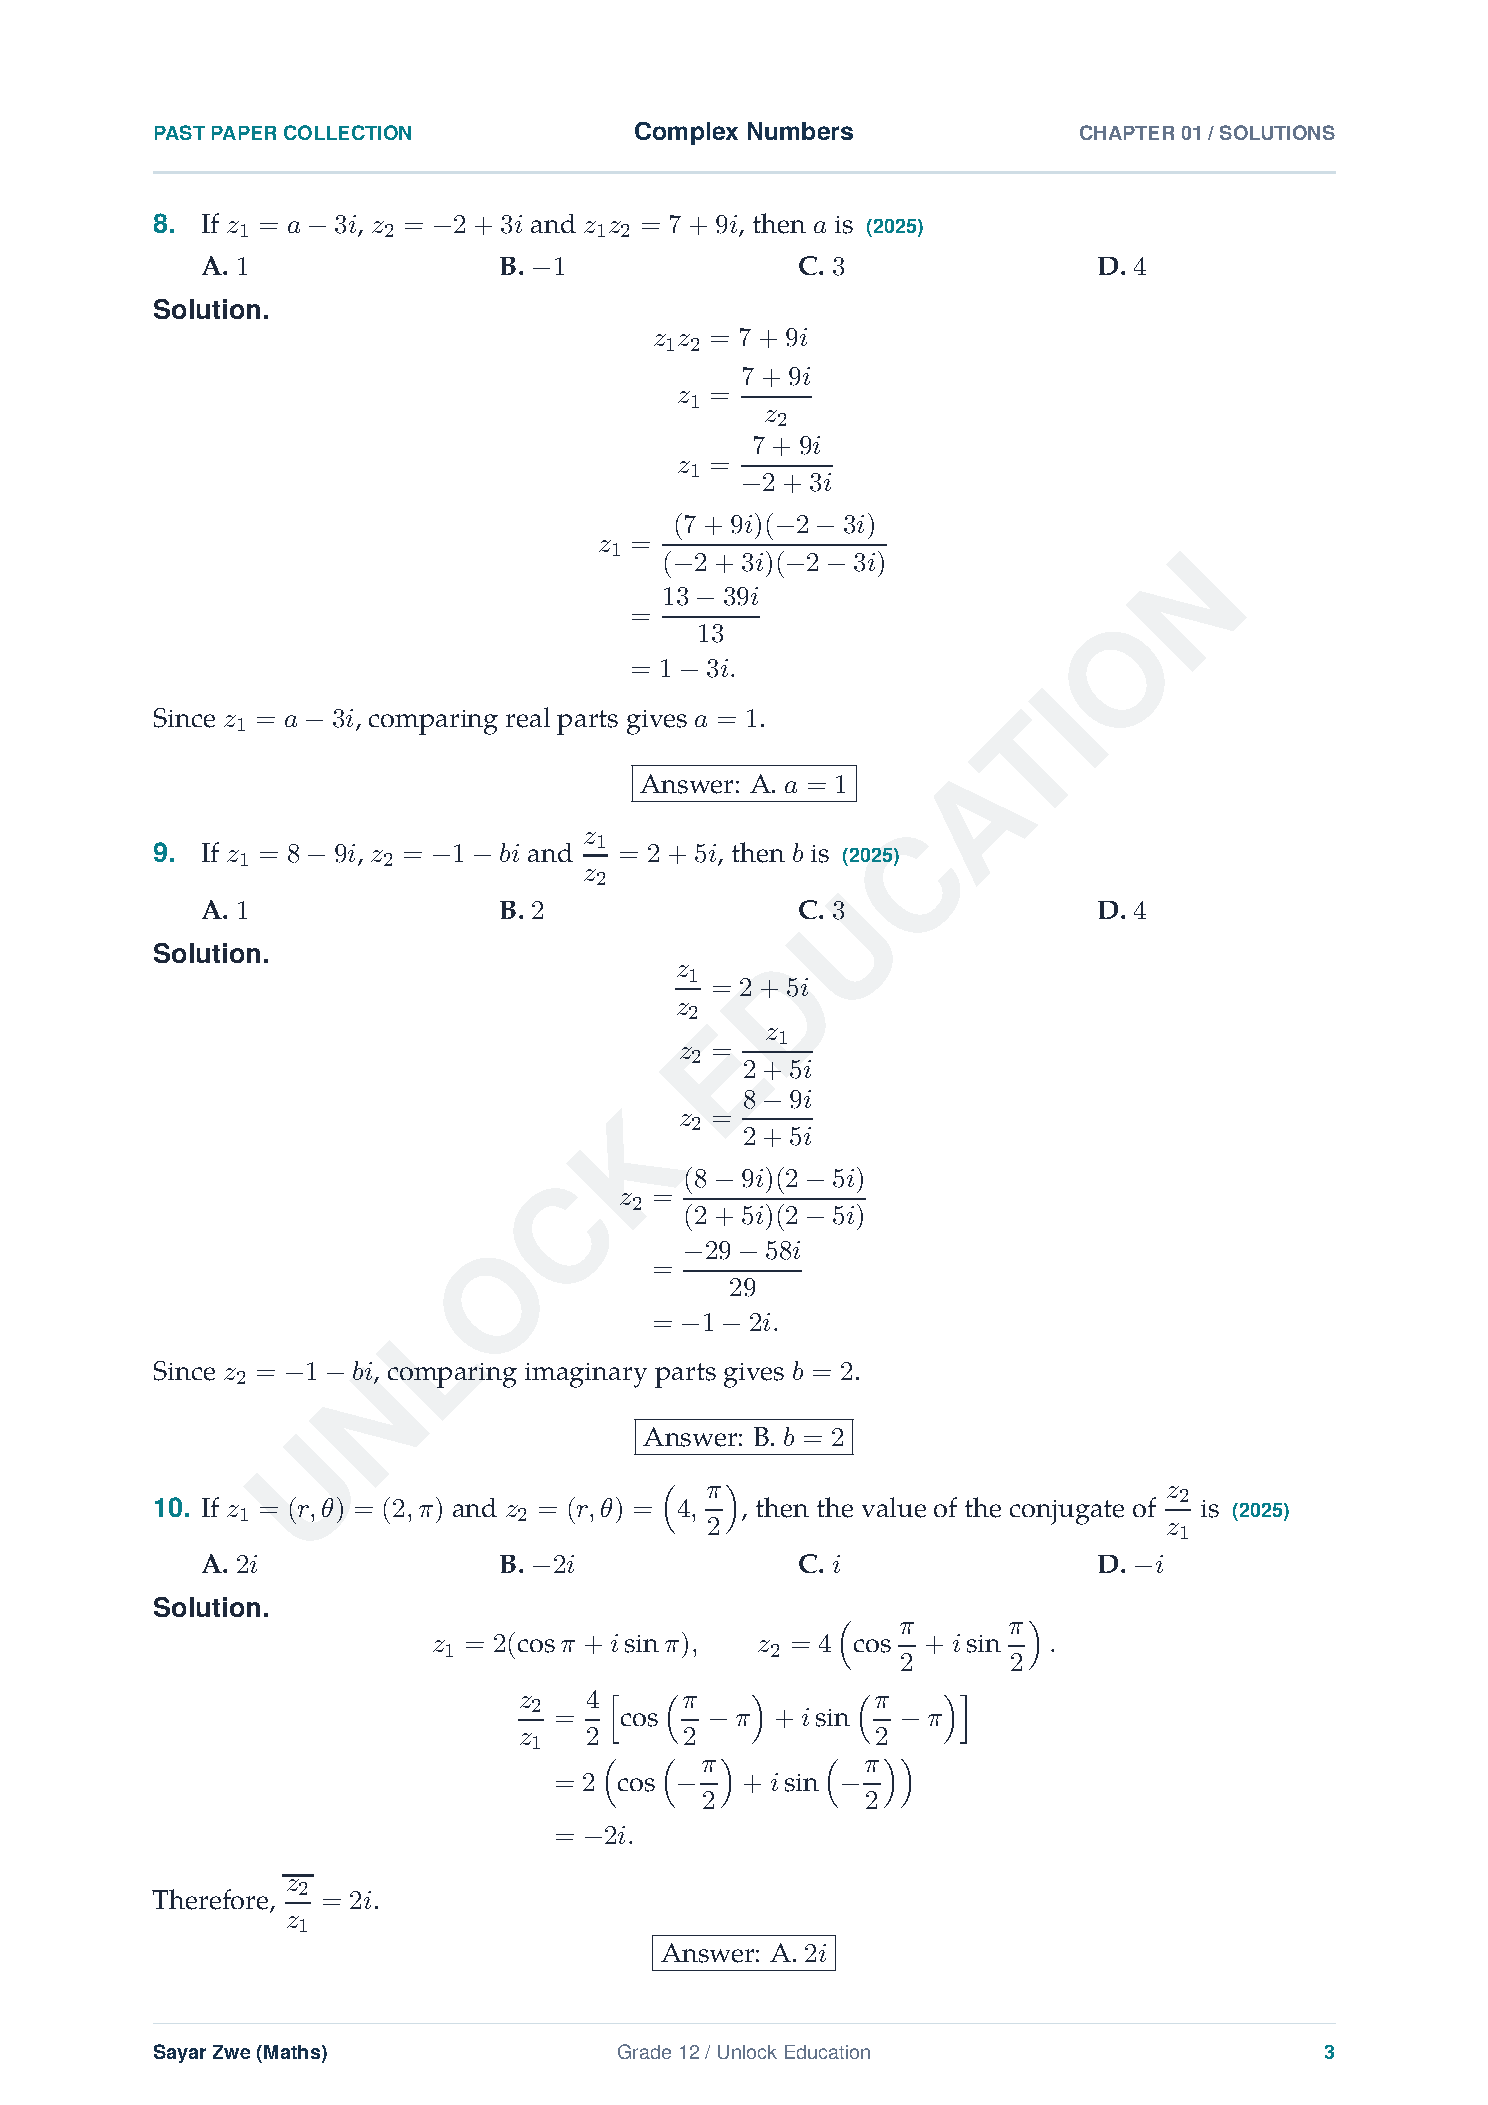 PAST PAPER COLLECTION Complex Numbers CHAPTER 01 / SOLUTIONS
8. If z₁ = a − 3i, z₂ = −2 + 3i and z₁z₂ = 7 + 9i, then a is (2025)
A. 1 B. −1 C. 3 D. 4
Solution.
z₁z₂ = 7 + 9i
z₁ = (7 + 9i)/z₂
z₁ = (7 + 9i)/(−2 + 3i)
z₁ = (7 + 9i)(−2 − 3i)/(−2 + 3i)(−2 − 3i)
= (13 − 39i)/13
= 1 − 3i.
Since z₁ = a − 3i, comparing real parts gives a = 1.
Answer: A. a = 1
9. If z₁ = 8 − 9i, z₂ = −1 − bi and z₁/z₂ = 2 + 5i, then b is (2025)
A. 1 B. 2 C. 3 D. 4
Solution.
z₁/z₂ = 2 + 5i
z₂ = z₁/(2 + 5i)
z₂ = (8 − 9i)/(2 + 5i)
z₂ = (8 − 9i)(2 − 5i)/(2 + 5i)(2 − 5i)
= (−29 − 58i)/29
= −1 − 2i.
Since z₂ = −1 − bi, comparing imaginary parts gives b = 2.
Answer: B. b = 2
10. If z₁ = (r, θ) = (2, π) and z₂ = (r, θ) = (4, π/2), then the value of the conjugate of z₂/z₁ is (2025)
A. 2i B. −2i C. i D. −i
Solution.
z₁ = 2(cos π + i sin π), z₂ = 4(cos π/2 + i sin π/2).
z₂/z₁ = 4/2 [cos(π/2 − π) + i sin(π/2 − π)]
= 2(cos(−π/2) + i sin(−π/2))
= −2i.
Therefore, \overline{z₂/z₁} = 2i.
Answer: A. 2i
UNLOCK EDUCATION
Sayar Zwe (Maths) Grade 12 / Unlock Education 3